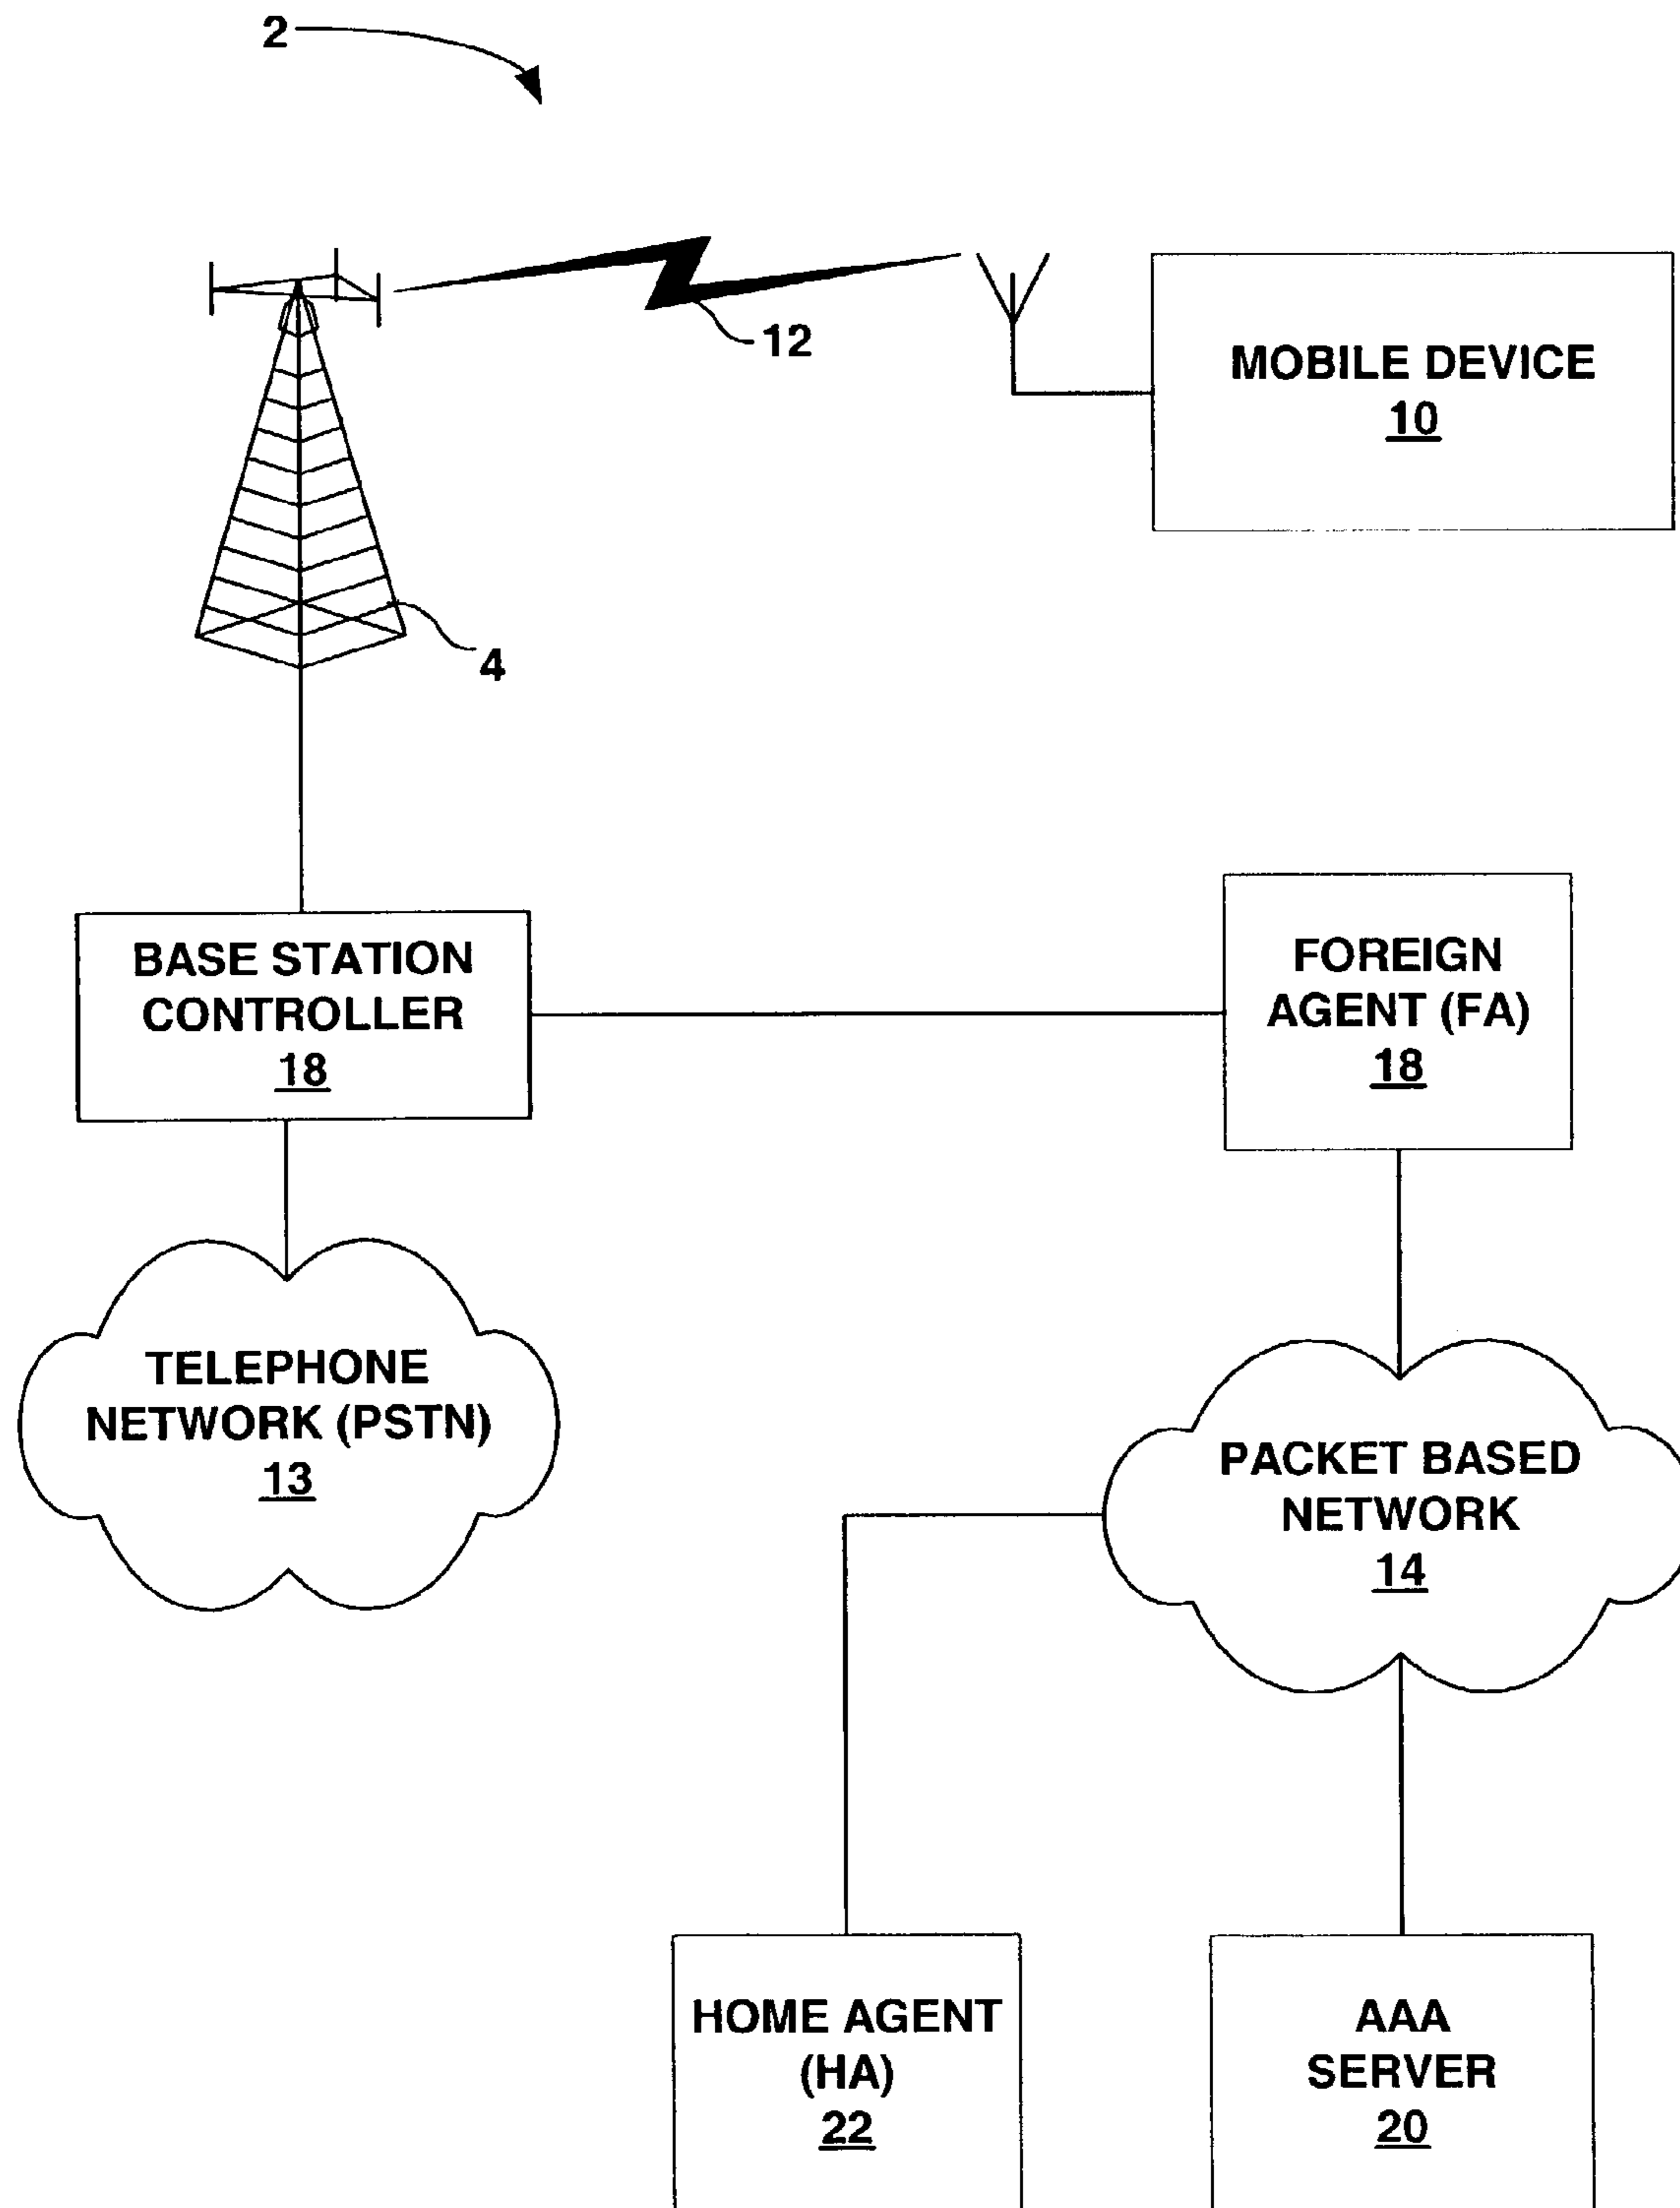 2
12
MOBILE DEVICE
10
4
BASE STATION
CONTROLLER
18
FOREIGN
AGENT (FA)
18
TELEPHONE
NETWORK (PSTN)
13
PACKET BASED
NETWORK
14
HOME AGENT
(HA)
22
AAA
SERVER
20